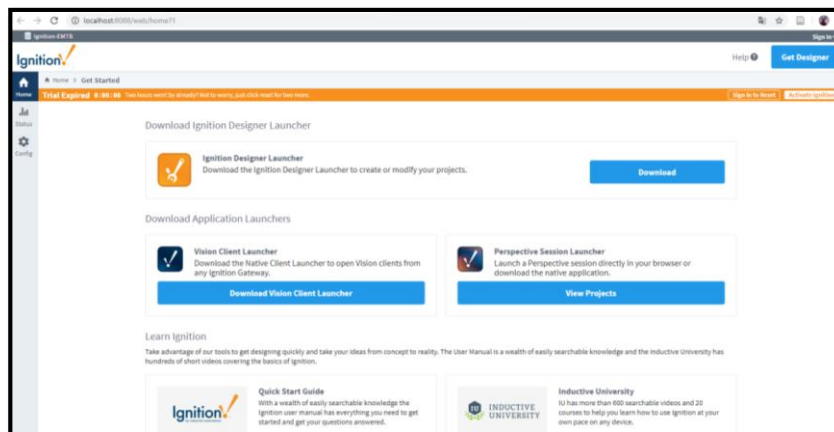 localhost:8088/web/home?1
Ignition-EMTB
Sign In
Ignition
Help
Get Designer
Home > Get Started
Home
Trial Expired 0:00:00 Two hours went by already? Not to worry, just click reset for two more.
Sign In to Reset
Activate Ignition
Status
Config
Download Ignition Designer Launcher
Ignition Designer Launcher
Download the Ignition Designer Launcher to create or modify your projects.
Download
Download Application Launchers
Vision Client Launcher
Download the Native Client Launcher to open Vision clients from
any Ignition Gateway.
Download Vision Client Launcher
Perspective Session Launcher
Launch a Perspective session directly in your browser or
download the native application.
View Projects
Learn Ignition
Take advantage of our tools to get designing quickly and take your ideas from concept to reality. The User Manual is a wealth of easily searchable knowledge and the Inductive University has
hundreds of short videos covering the basics of Ignition.
Ignition
Quick Start Guide
With a wealth of easily searchable knowledge the
Ignition user manual has everything you need to get
started and get your questions answered.
IU
INDUCTIVE
UNIVERSITY
Inductive University
IU has more than 600 searchable videos and 20
courses to help you learn how to use Ignition at your
own pace on any device.